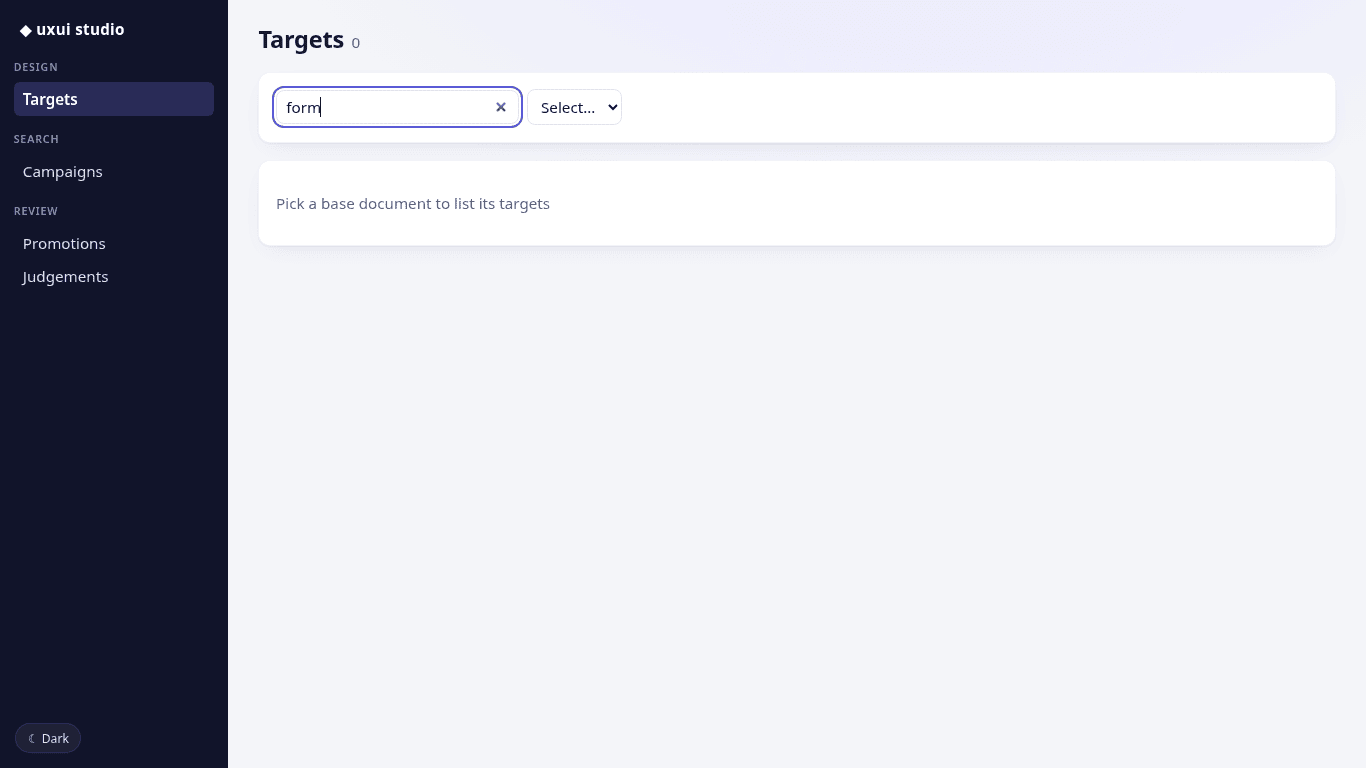 ◆ uxui studio
DESIGN
Targets
SEARCH
Campaigns
REVIEW
Promotions
Judgements
☾ Dark
Targets 0
form ✕
Select...
Pick a base document to list its targets